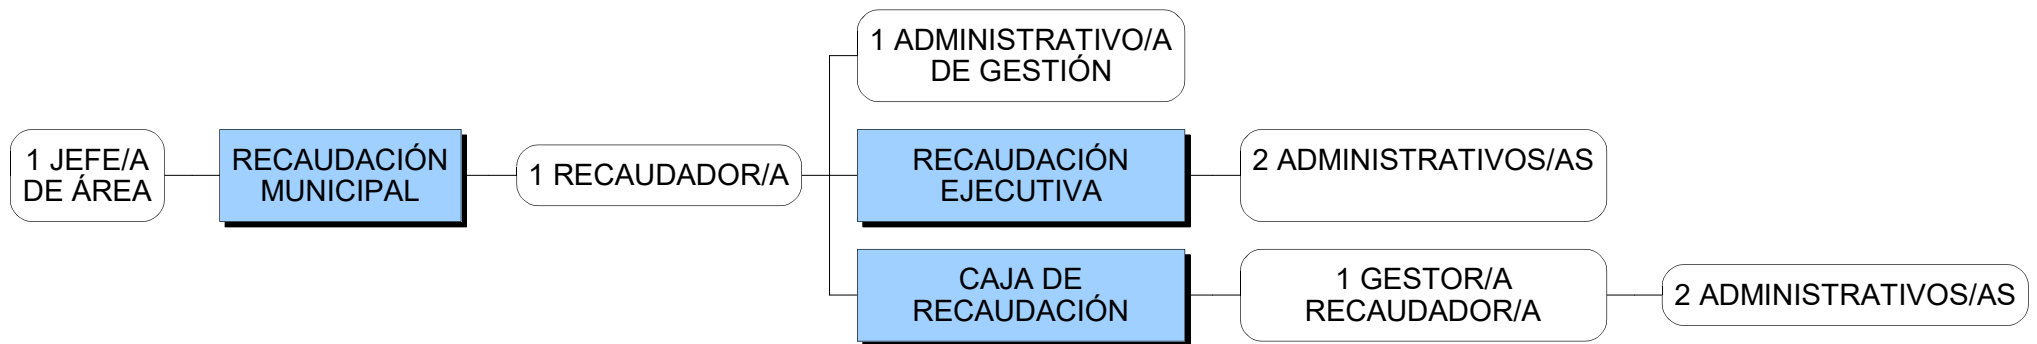 1 JEFE/A
DE ÁREA
RECAUDACIÓN
MUNICIPAL
1 RECAUDADOR/A
1 ADMINISTRATIVO/A
DE GESTIÓN
RECAUDACIÓN
EJECUTIVA
2 ADMINISTRATIVOS/AS
CAJA DE
RECAUDACIÓN
1 GESTOR/A
RECAUDADOR/A
2 ADMINISTRATIVOS/AS